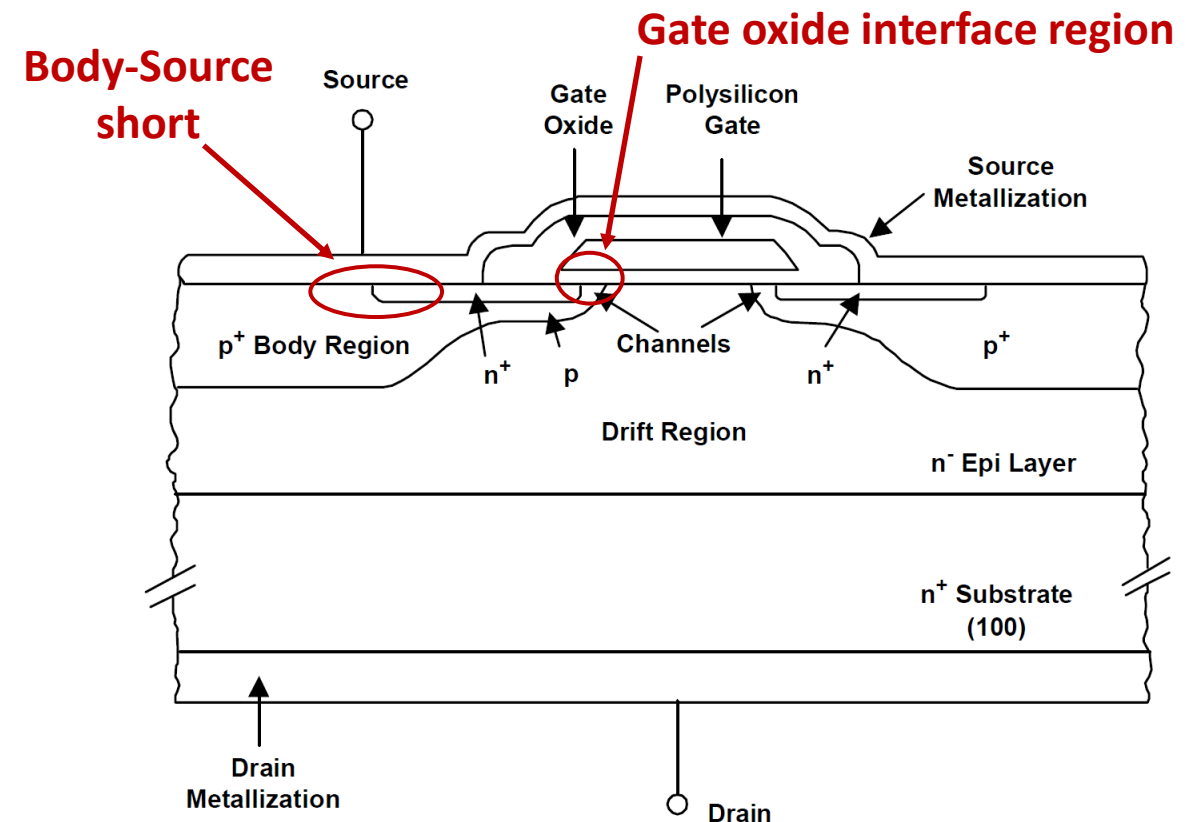 Gate oxide interface region
Body-Source
short
Source
Gate
Oxide
Polysilicon
Gate
Source
Metallization
p+ Body Region
n+
p
Channels
n+
p+
Drift Region
n- Epi Layer
n+ Substrate
(100)
Drain
Metallization
Drain